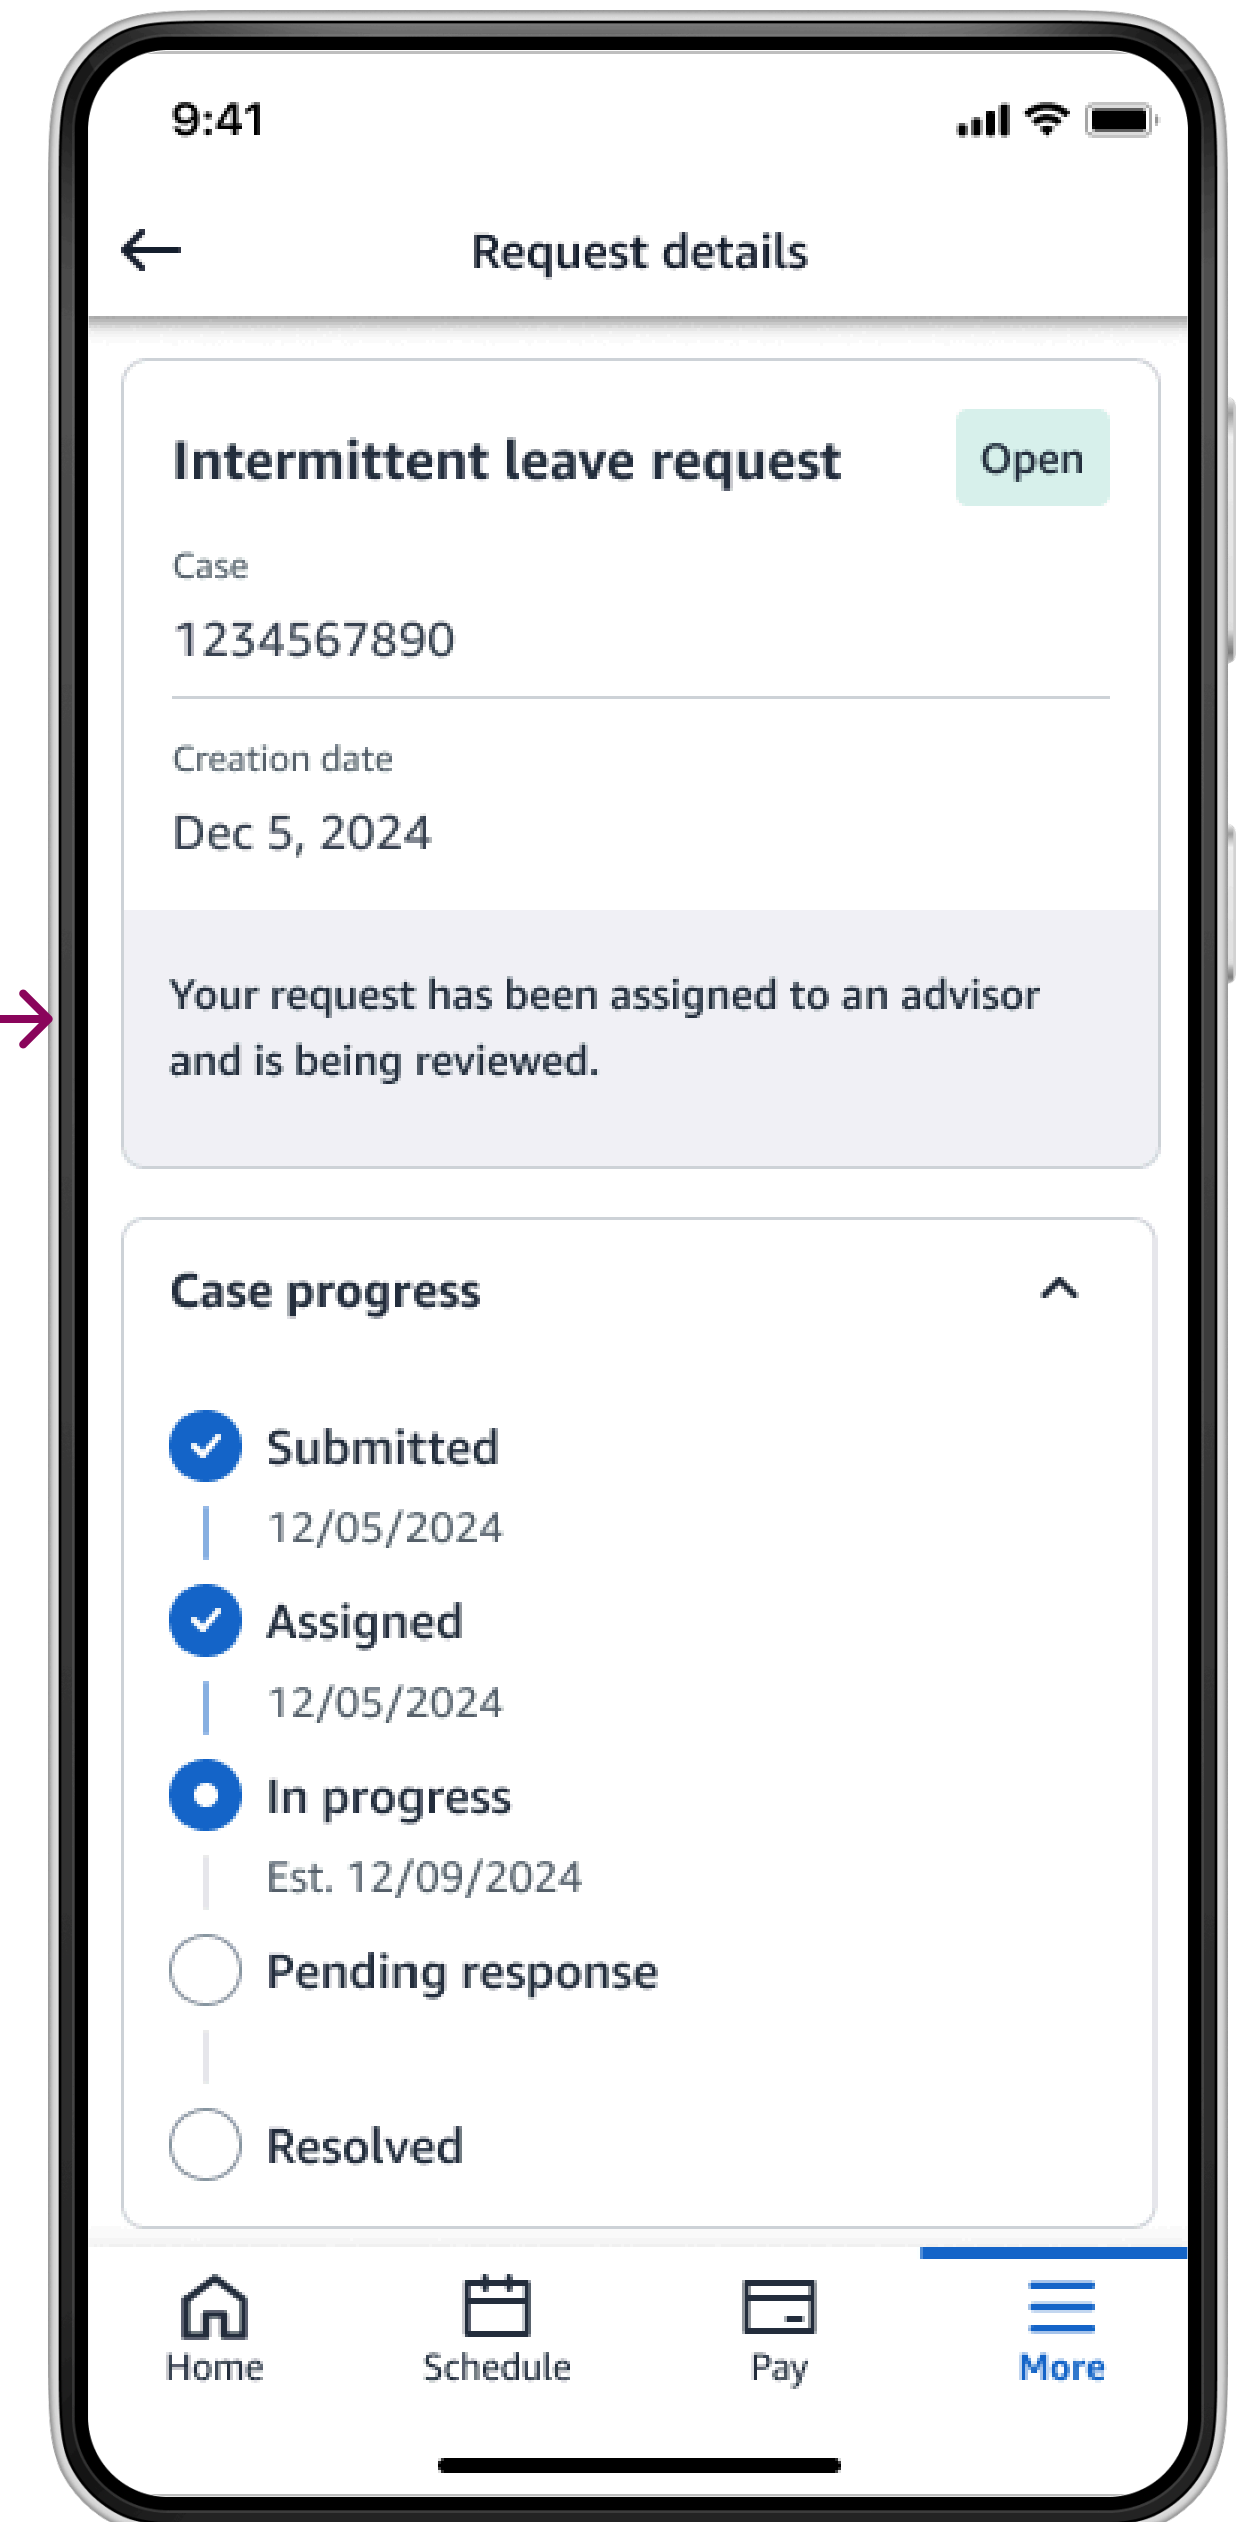 9:41
Request details
Intermittent leave request
Open
Case
1234567890
Creation date
Dec 5, 2024
Your request has been assigned to an advisor
and is being reviewed.
Case progress
Submitted
12/05/2024
Assigned
12/05/2024
In progress
Est. 12/09/2024
Pending response
Resolved
Home
Schedule
Pay
More